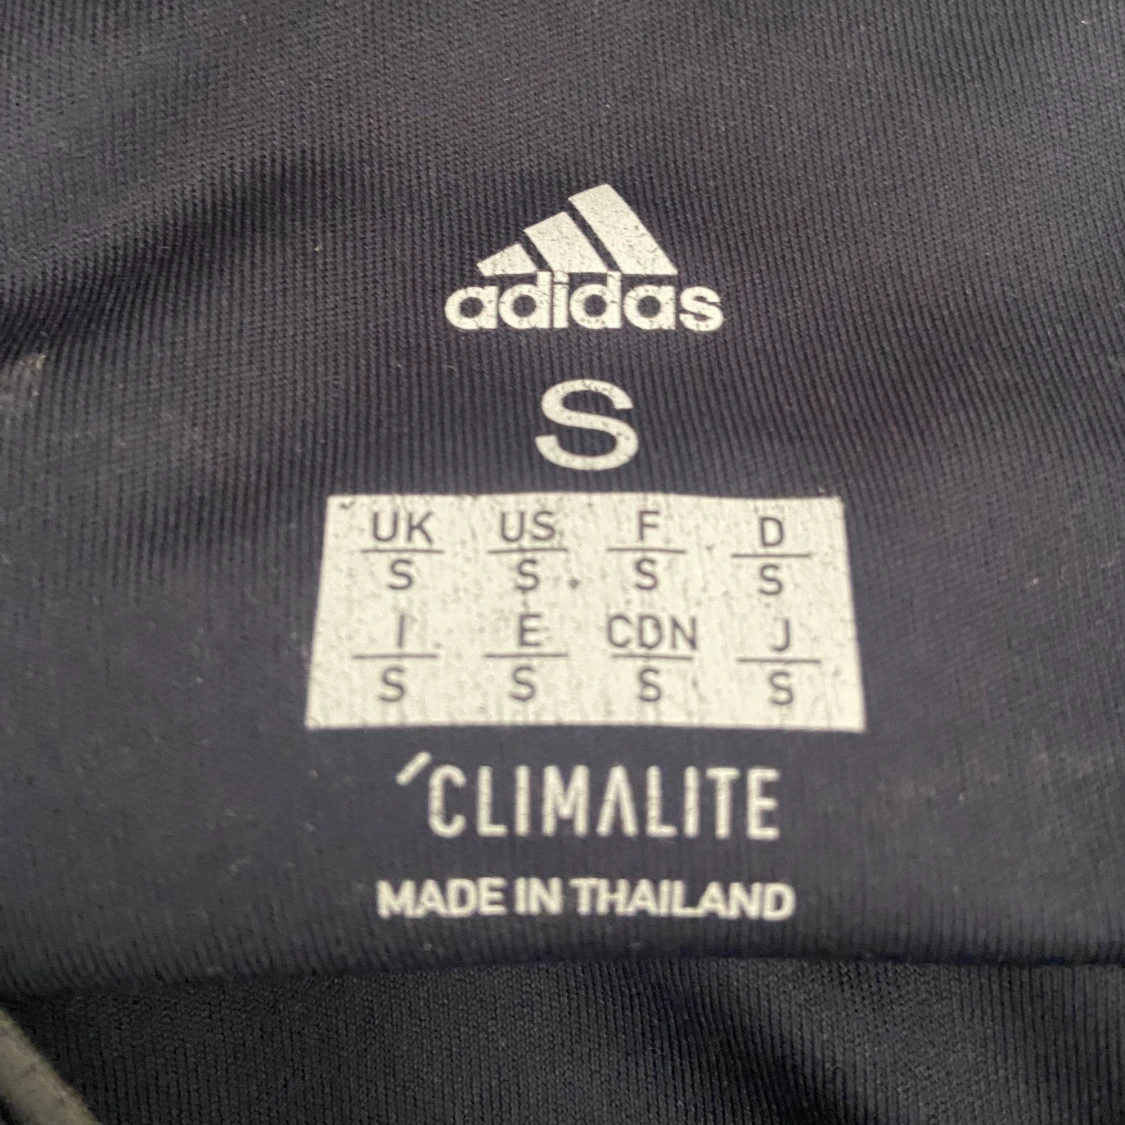 adidas
S
UK US F D
S S S S
I E CDN J
S S S S
´CLIMALITE
MADE IN THAILAND